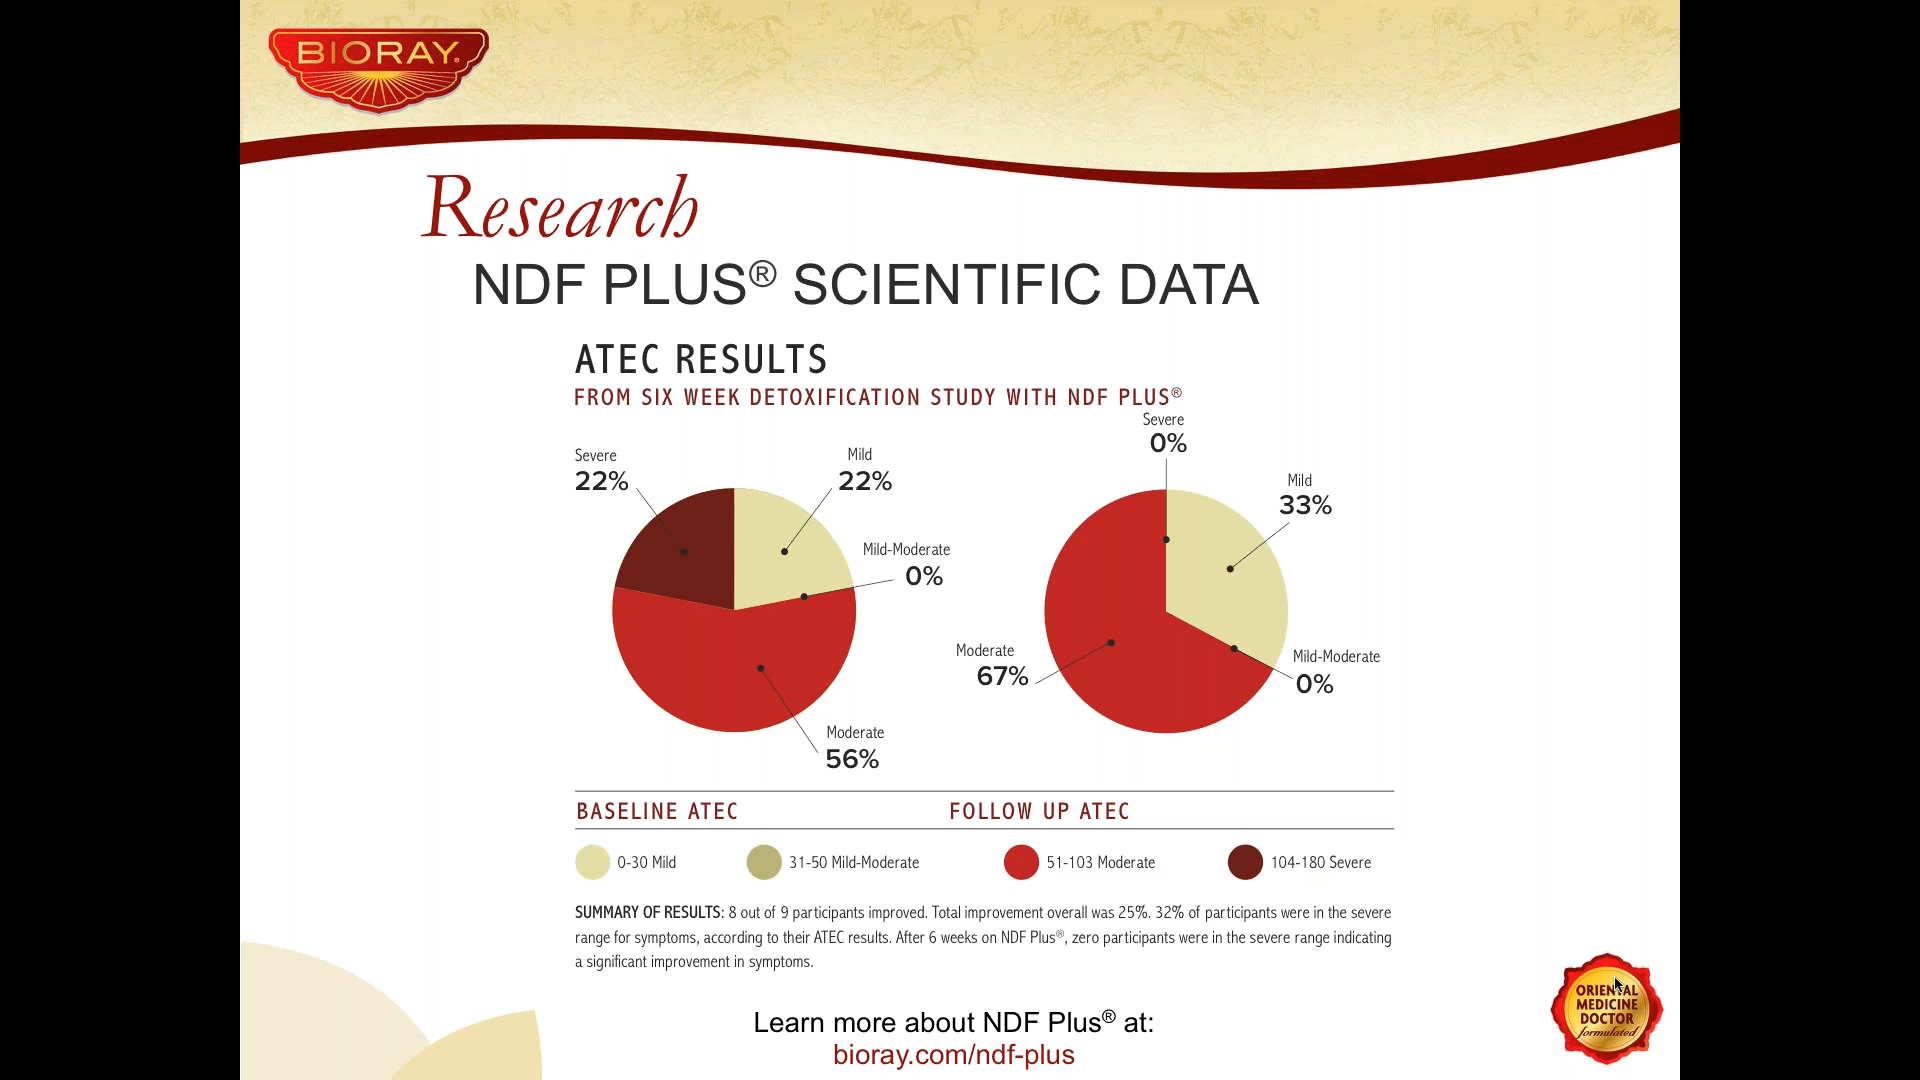 BIORAY®
Research
NDF PLUS® SCIENTIFIC DATA
ATEC RESULTS
FROM SIX WEEK DETOXIFICATION STUDY WITH NDF PLUS®
Severe
22%
Mild
22%
Mild-Moderate
0%
Moderate
56%
Severe
0%
Mild
33%
Mild-Moderate
0%
Moderate
67%
BASELINE ATEC
FOLLOW UP ATEC
0-30 Mild
31-50 Mild-Moderate
51-103 Moderate
104-180 Severe
SUMMARY OF RESULTS: 8 out of 9 participants improved. Total improvement overall was 25%. 32% of participants were in the severe
range for symptoms, according to their ATEC results. After 6 weeks on NDF Plus®, zero participants were in the severe range indicating
a significant improvement in symptoms.
Learn more about NDF Plus® at:
bioray.com/ndf-plus
ORIENTAL
MEDICINE
DOCTOR
formulated